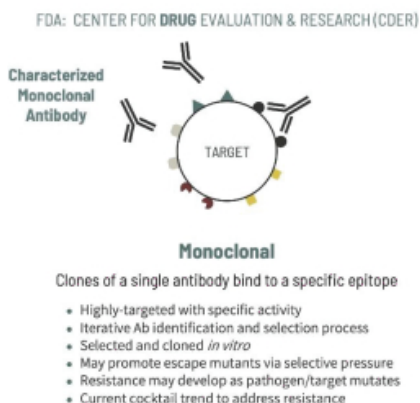 FDA: CENTER FOR DRUG EVALUATION & RESEARCH (CDER)
Characterized
Monoclonal
Antibody
TARGET
Monoclonal
Clones of a single antibody bind to a specific epitope
• Highly-targeted with specific activity
• Iterative Ab identification and selection process
• Selected and cloned in vitro
• May promote escape mutants via selective pressure
• Resistance may develop as pathogen/target mutates
• Current cocktail trend to address resistance